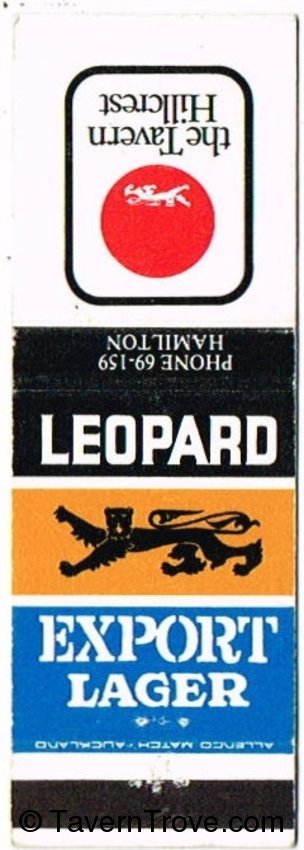 the Tavern
Hillcrest
PHONE 69-159
HAMILTON
LEOPARD
EXPORT
LAGER
ALLENCO MATCH - AUCKLAND
© TavernTrove.com